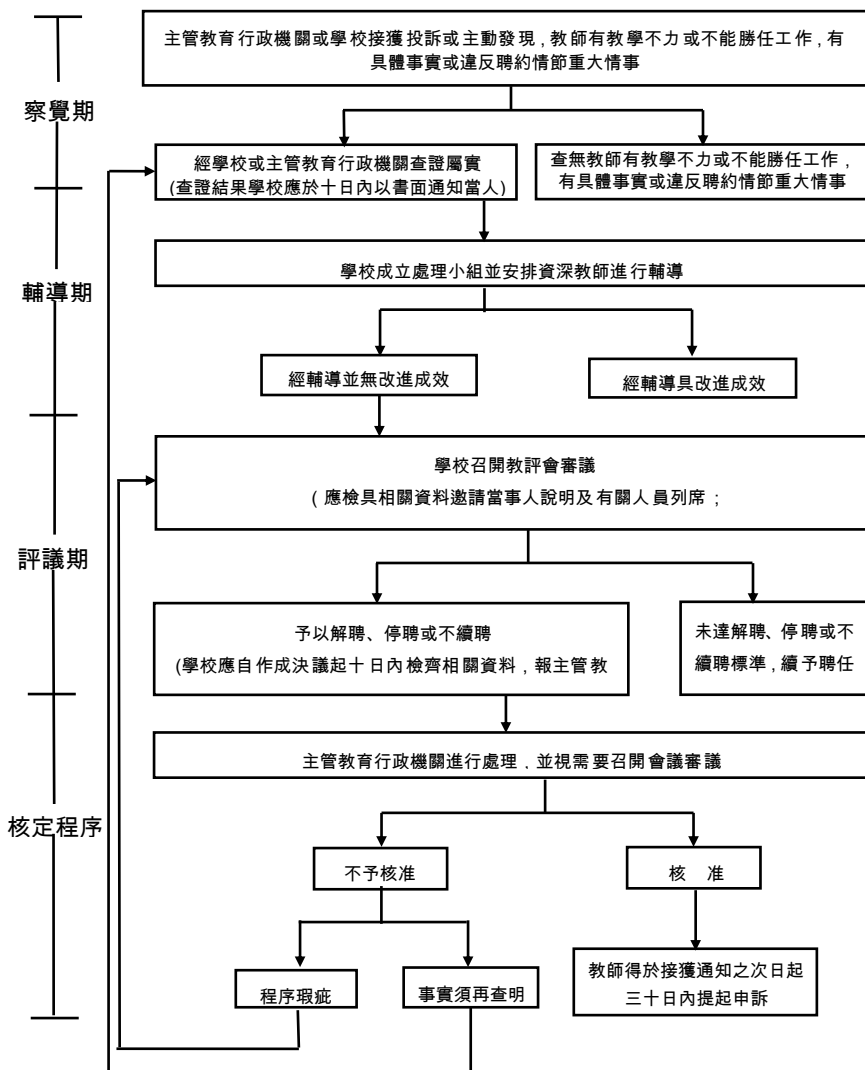 主管教育行政機關或學校接獲投訴或主動發現,教師有教學不力或不能勝任工作,有
具體事實或違反聘約情節重大情事
察覺期
經學校或主管教育行政機關查證屬實
(查證結果學校應於十日內以書面通知當人)
查無教師有教學不力或不能勝任工作,
有具體事實或違反聘約情節重大情事
輔導期
學校成立處理小組並安排資深教師進行輔導
經輔導並無改進成效
經輔導具改進成效
學校召開教評會審議
(應檢具相關資料邀請當事人說明及有關人員列席;
評議期
予以解聘、停聘或不續聘
(學校應自作成決議起十日內檢齊相關資料,報主管教
未達解聘、停聘或不
續聘標準,續予聘任
核定程序
主管教育行政機關進行處理,並視需要召開會議審議
不予核准
核 准
程序瑕疵
事實須再查明
教師得於接獲通知之次日起
三十日內提起申訴